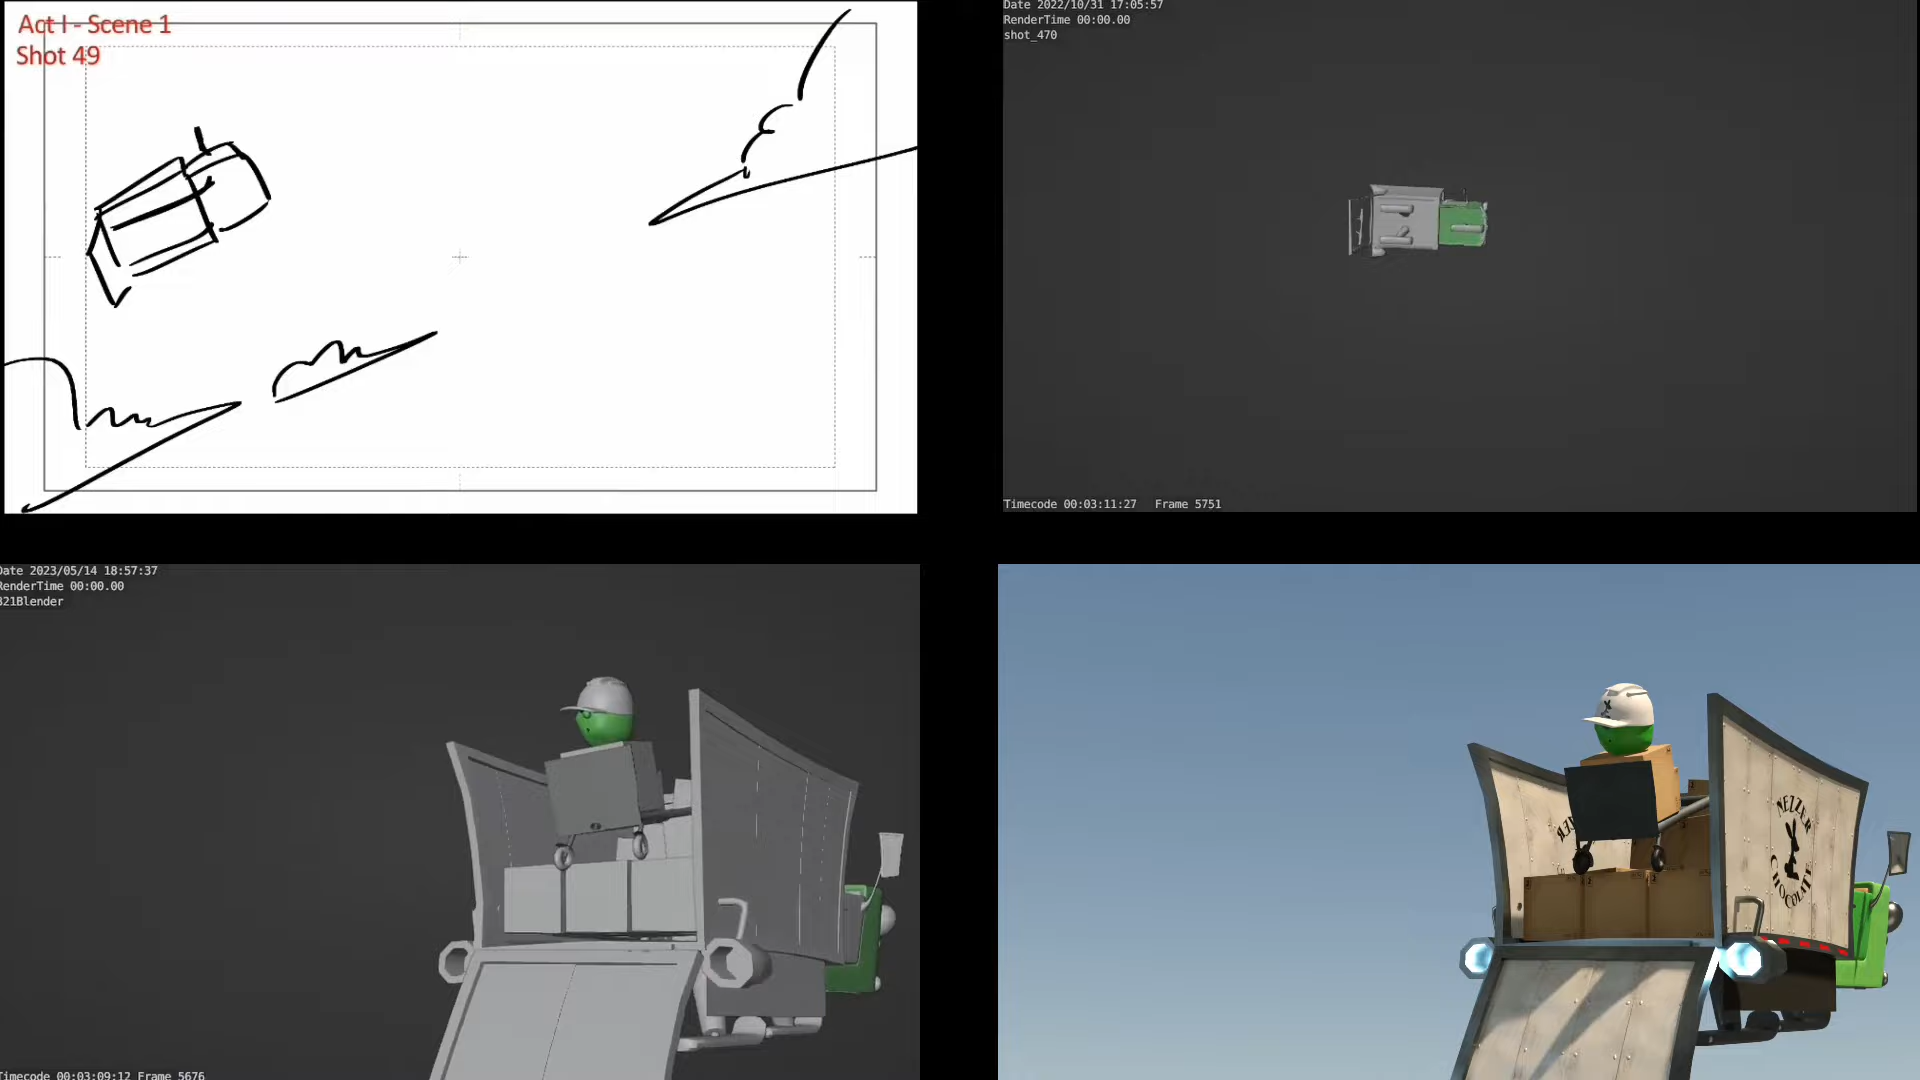 Act I - Scene 1
Shot 49
Date 2022/10/31 17:05:57
RenderTime 00:00.00
shot_470
Timecode 00:03:11:27 Frame 5751
Date 2023/05/14 18:57:37
RenderTime 00:00.00
321Blender
Timecode 00:03:09:12 Frame 5676
NEZZER
CHOCOLATE